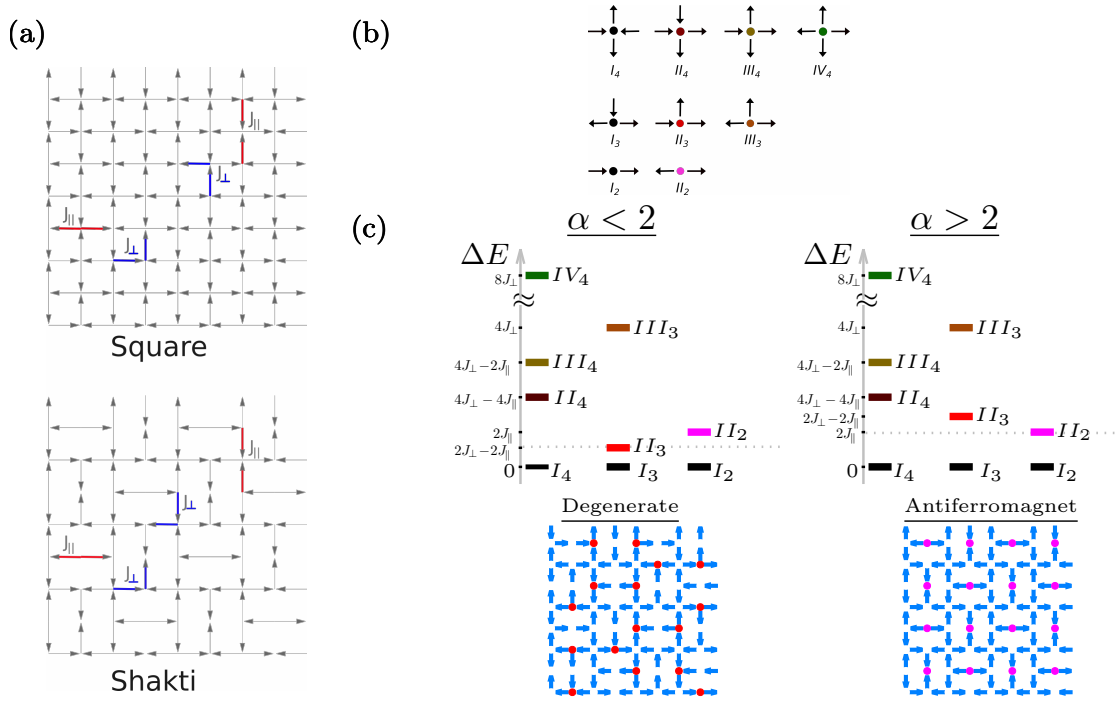 (a)
J∥
J⊥
J∥
J⊥
Square
J∥
J⊥
J∥
J⊥
Shakti
(b)
I₄ II₄ III₄ IV₄
I₃ II₃ III₃
I₂ II₂
(c)
α < 2
ΔE
8J⊥ IV₄
4J⊥ III₃
4J⊥−2J∥ III₄
4J⊥−4J∥ II₄
2J∥ II₂
2J⊥−2J∥ II₃
0 I₄ I₃ I₂
Degenerate
α > 2
ΔE
8J⊥ IV₄
4J⊥ III₃
4J⊥−2J∥ III₄
4J⊥−4J∥ II₄
2J⊥−2J∥ II₃
2J∥ II₂
0 I₄ I₃ I₂
Antiferromagnet